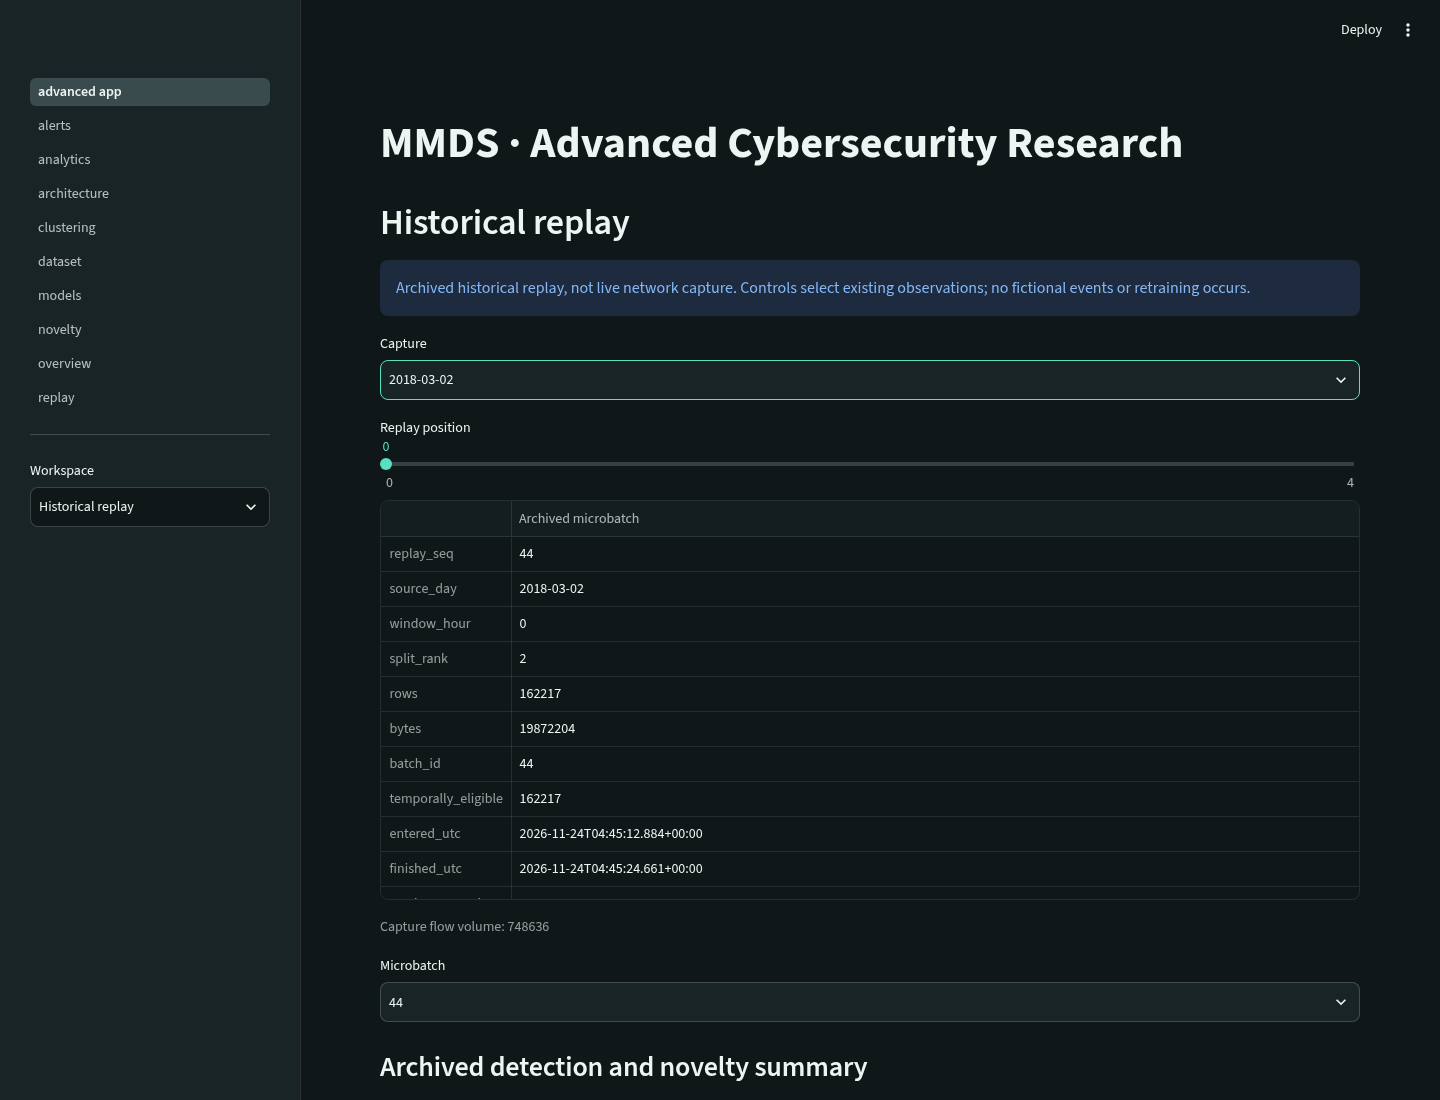 Deploy
advanced app
alerts
analytics
architecture
clustering
dataset
models
novelty
overview
replay
Workspace
Historical replay
MMDS · Advanced Cybersecurity Research
Historical replay
Archived historical replay, not live network capture. Controls select existing observations; no fictional events or retraining occurs.
Capture
2018-03-02
Replay position
0
0 4
Archived microbatch
replay_seq 44
source_day 2018-03-02
window_hour 0
split_rank 2
rows 162217
bytes 19872204
batch_id 44
temporally_eligible 162217
entered_utc 2026-11-24T04:45:12.884+00:00
finished_utc 2026-11-24T04:45:24.661+00:00
Capture flow volume: 748636
Microbatch
44
Archived detection and novelty summary